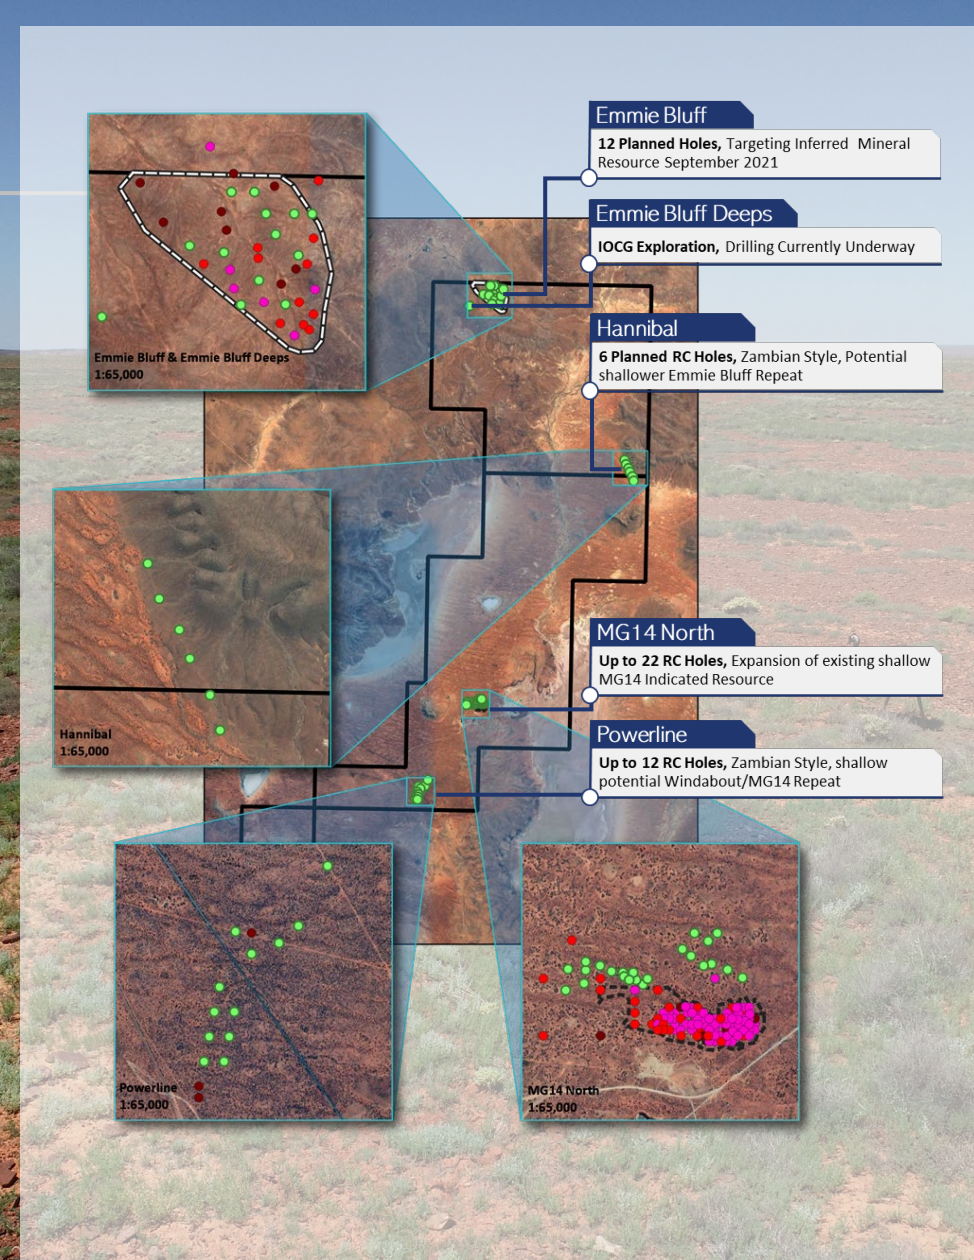 Emmie Bluff
12 Planned Holes, Targeting Inferred Mineral
Resource September 2021
Emmie Bluff Deeps
IOCG Exploration, Drilling Currently Underway
Hannibal
6 Planned RC Holes, Zambian Style, Potential
shallower Emmie Bluff Repeat
Emmie Bluff & Emmie Bluff Deeps
1:65,000
MG14 North
Up to 22 RC Holes, Expansion of existing shallow
MG14 Indicated Resource
Hannibal
1:65,000
Powerline
Up to 12 RC Holes, Zambian Style, shallow
potential Windabout/MG14 Repeat
Powerline
1:65,000
MG14 North
1:65,000